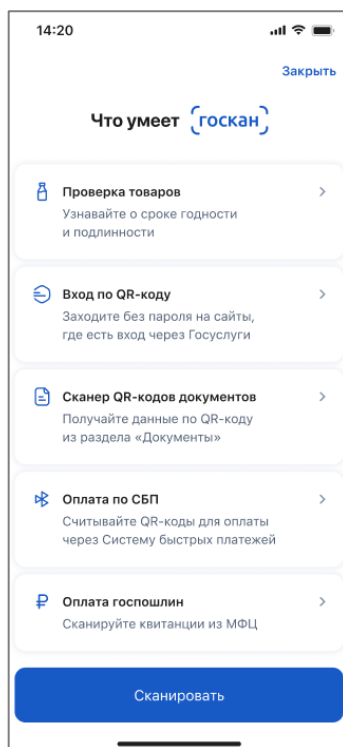 14:20
Закрыть
Что умеет госкан
Проверка товаров
Узнавайте о сроке годности
и подлинности
Вход по QR-коду
Заходите без пароля на сайты,
где есть вход через Госуслуги
Сканер QR-кодов документов
Получайте данные по QR-коду
из раздела «Документы»
Оплата по СБП
Считывайте QR-коды для оплаты
через Систему быстрых платежей
Оплата госпошлин
Сканируйте квитанции из МФЦ
Сканировать